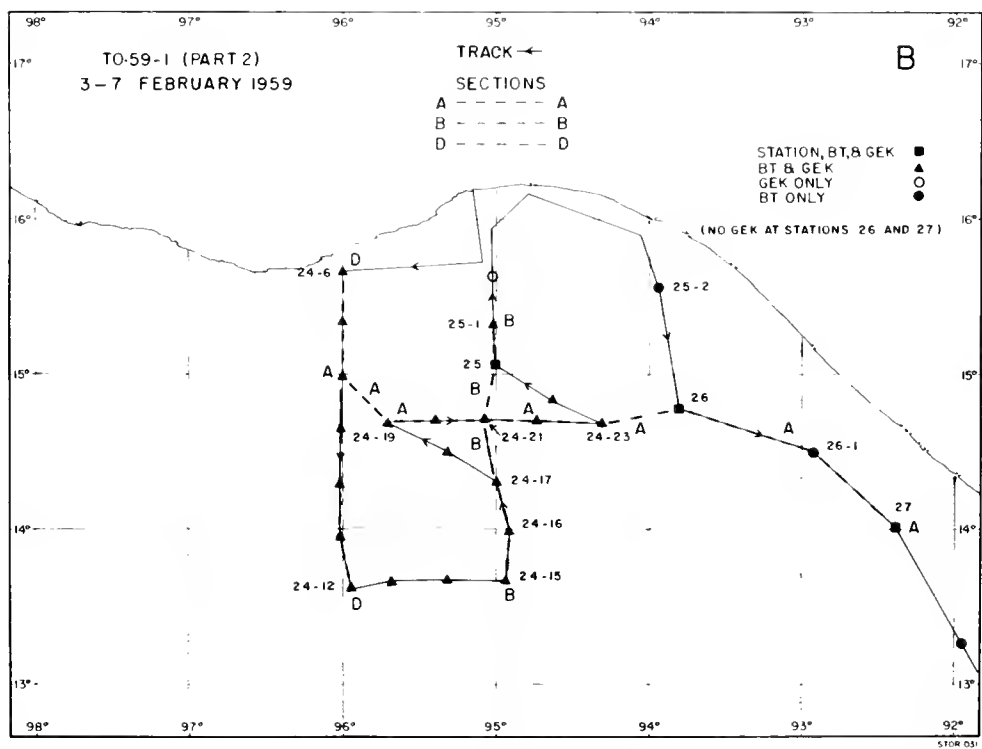 98° 97° 96° 95° 94° 93° 92°
TO-59-1 (PART 2)
3-7 FEBRUARY 1959
TRACK
SECTIONS
A A
B B
D D
B
17° 17°
STATION, BT, & GEK
BT & GEK
GEK ONLY
BT ONLY
(NO GEK AT STATIONS 26 AND 27)
16° 16°
D
24-6
25-2
25-1 B
25
15° 15°
A A
B
A
26
24-19 24-21 24-23 A
A
26-1
B
24-17
27
A
24-16
14° 14°
24-15
24-12
D
B
13° 13°
98° 97° 96° 95° 94° 93° 92°
STOR 031